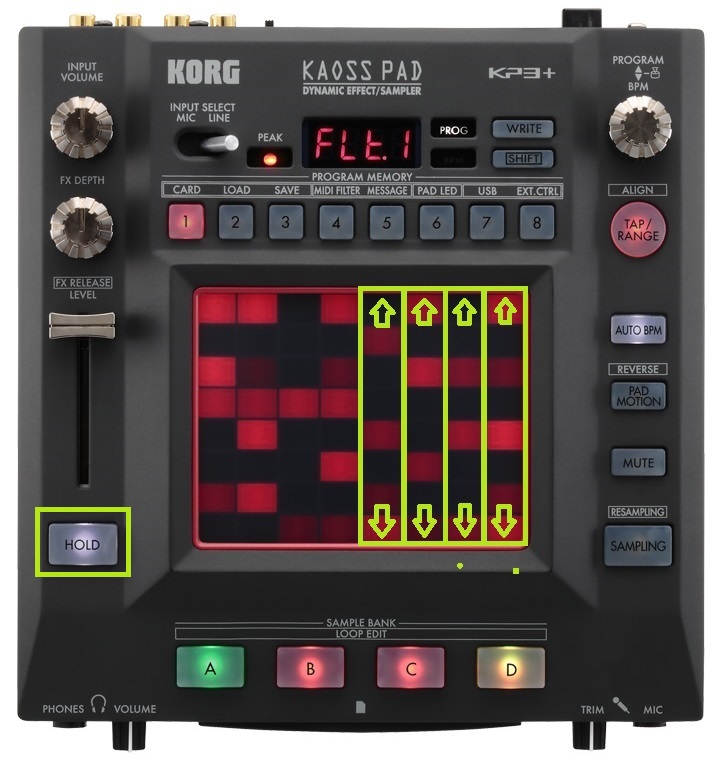 INPUT
VOLUME
KORG
KAOSS PAD
DYNAMIC EFFECT/SAMPLER
KP3+
PROGRAM
BPM
INPUT SELECT
MIC LINE
PEAK
FLt.1
PROG
WRITE
SHIFT
PROGRAM MEMORY
FX DEPTH
CARD LOAD SAVE MIDI FILTER MESSAGE PAD LED USB EXT.CTRL
1 2 3 4 5 6 7 8
ALIGN
TAP/
RANGE
FX RELEASE
LEVEL
AUTO BPM
REVERSE
PAD
MOTION
MUTE
HOLD
RESAMPLING
SAMPLING
SAMPLE BANK
LOOP EDIT
A B C D
PHONES VOLUME
TRIM MIC